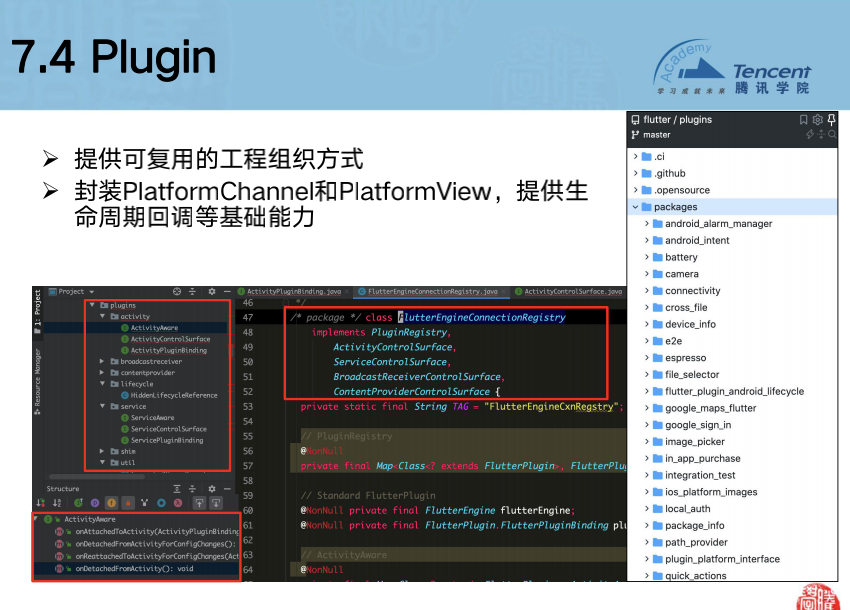 7.4 Plugin
Academy
学习成就未来
Tencent
腾讯学院
提供可复用的工程组织方式
封装PlatformChannel和PlatformView，提供生
命周期回调等基础能力
flutter / plugins
master
.ci
.github
.opensource
packages
android_alarm_manager
android_intent
battery
camera
connectivity
cross_file
device_info
e2e
espresso
file_selector
flutter_plugin_android_lifecycle
google_maps_flutter
google_sign_in
image_picker
in_app_purchase
integration_test
ios_platform_images
local_auth
package_info
path_provider
plugin_platform_interface
quick_actions
1: Project
Resource Manager
Project
plugins
activity
ActivityAware
ActivityControlSurface
ActivityPluginBinding
broadcastreceiver
contentprovider
lifecycle
HiddenLifecycleReference
service
ServiceAware
ServiceControlSurface
ServicePluginBinding
shim
util
Structure
ActivityAware
onAttachedToActivity(ActivityPluginBinding
onDetachedFromActivityForConfigChanges():
onReattachedToActivityForConfigChanges(Act
onDetachedFromActivity(): void
ActivityPluginBinding.java
FlutterEngineConnectionRegistry.java
ActivityControlSurface.java
46 */
47 /* package */ class FlutterEngineConnectionRegistry
48 implements PluginRegistry,
49 ActivityControlSurface,
50 ServiceControlSurface,
51 BroadcastReceiverControlSurface,
52 ContentProviderControlSurface {
53 private static final String TAG = "FlutterEngineCxnRegstry";
54
55 // PluginRegistry
56 @NonNull
57 private final Map<Class<? extends FlutterPlugin>, FlutterPlu
58
59 // Standard FlutterPlugin
60 @NonNull private final FlutterEngine flutterEngine;
61 @NonNull private final FlutterPlugin.FlutterPluginBinding plu
62
63 // ActivityAware
64 @NonNull